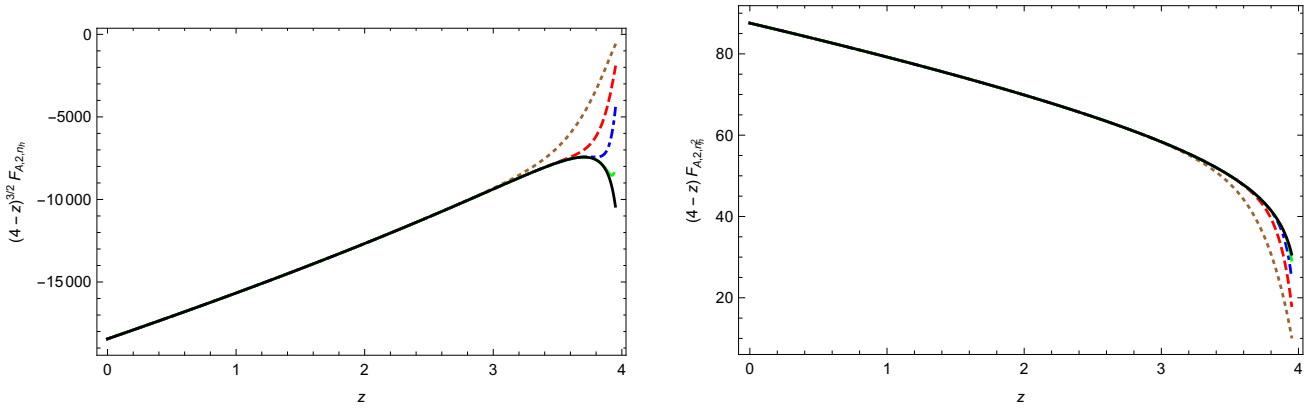 0
-5000
-10000
-15000
(4 - z)^{3/2} F_{A,2,n_h}
0 1 2 3 4
z
80
60
40
20
(4 - z) F_{A,2,n_h^2}
0 1 2 3 4
z